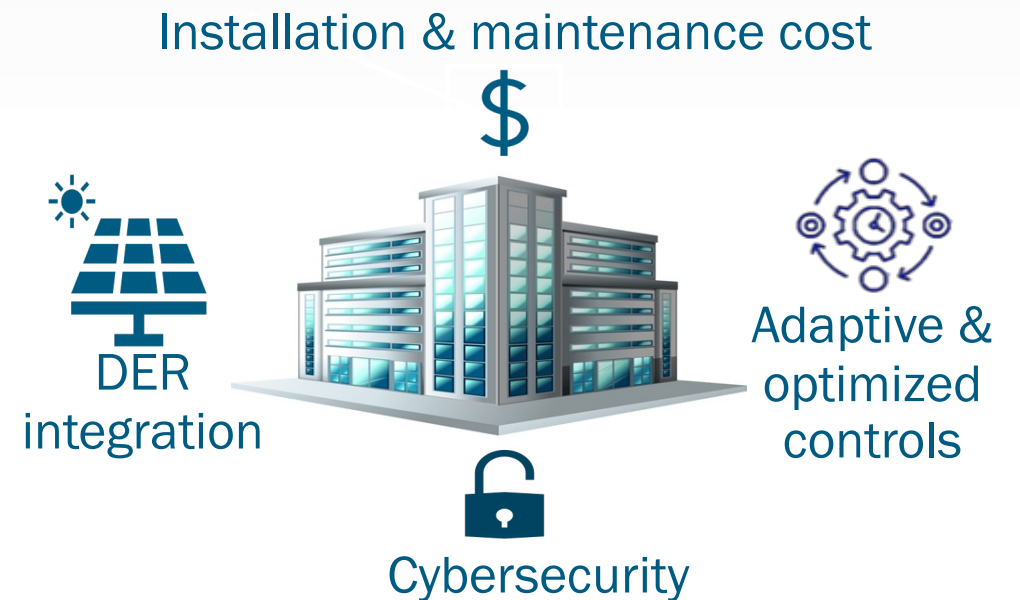 Installation & maintenance cost
$
DER
integration
Adaptive &
optimized
controls
Cybersecurity